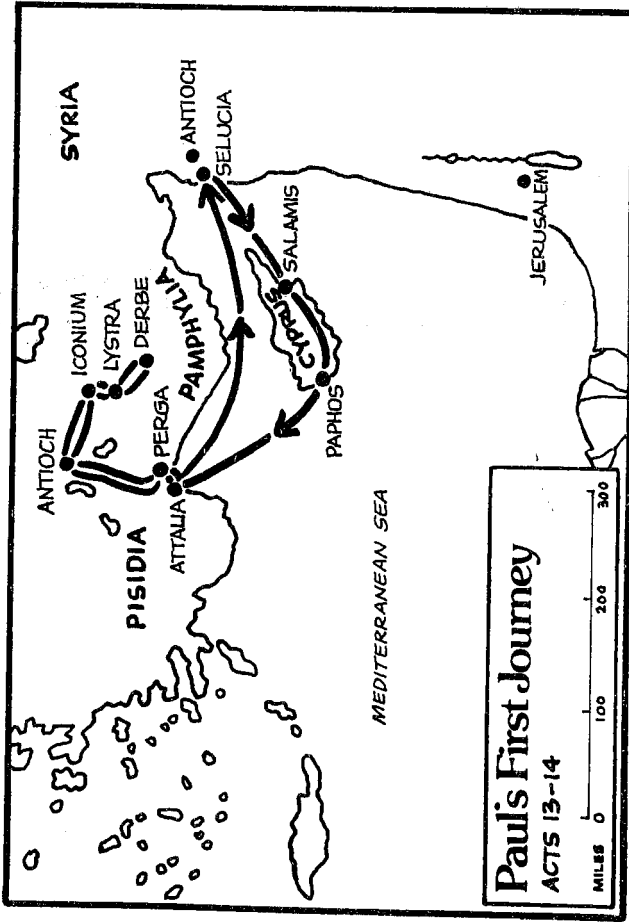 SYRIA
ANTIOCH
SELUCIA
ICONIUM
LYSTRA
DERBE
ANTIOCH
PAMPHYLIA
PERGA
ATTALIA
PISIDIA
SALAMIS
CYPRUS
PAPHOS
JERUSALEM
MEDITERRANEAN SEA
Paul's First Journey
ACTS 13-14
MILES 0 100 200 300